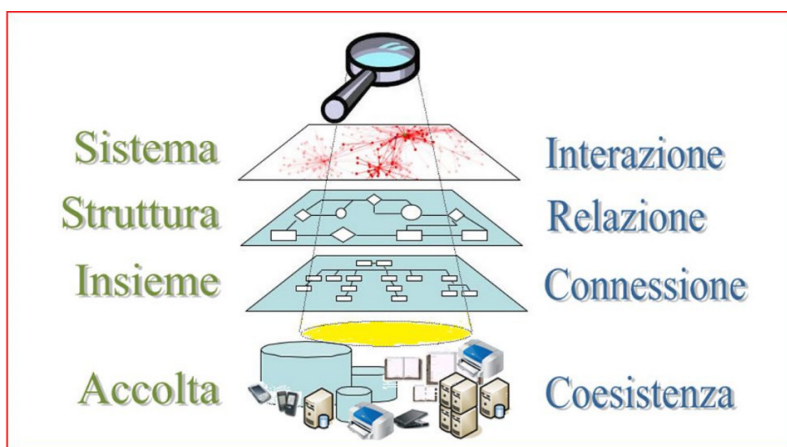 Sistema Interazione
Struttura Relazione
Insieme Connessione
Accolta Coesistenza